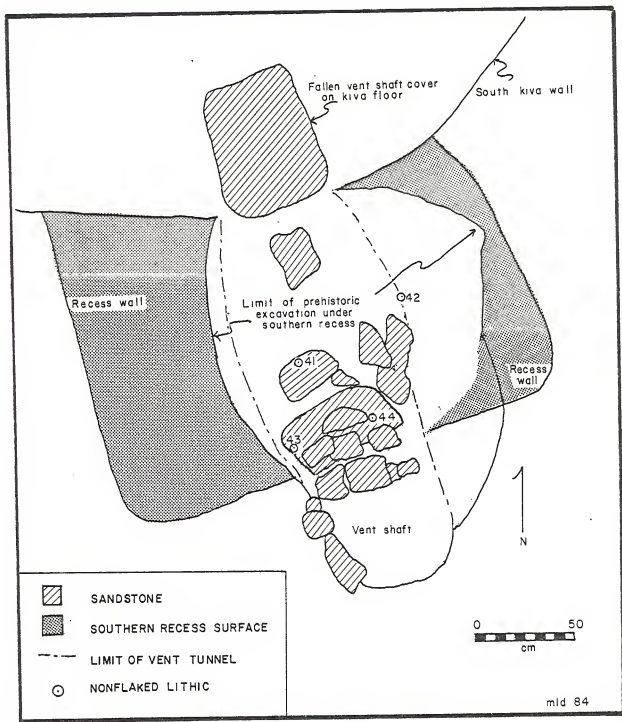 Fallen vent shaft cover
on kiva floor
South kiva wall
Recess wall
42
Limit of prehistoric
excavation under
southern recess
41
Recess
wall
44
43
Vent shaft
N
SANDSTONE
SOUTHERN RECESS SURFACE
LIMIT OF VENT TUNNEL
NONFLAKED LITHIC
0 50
cm
mld 84